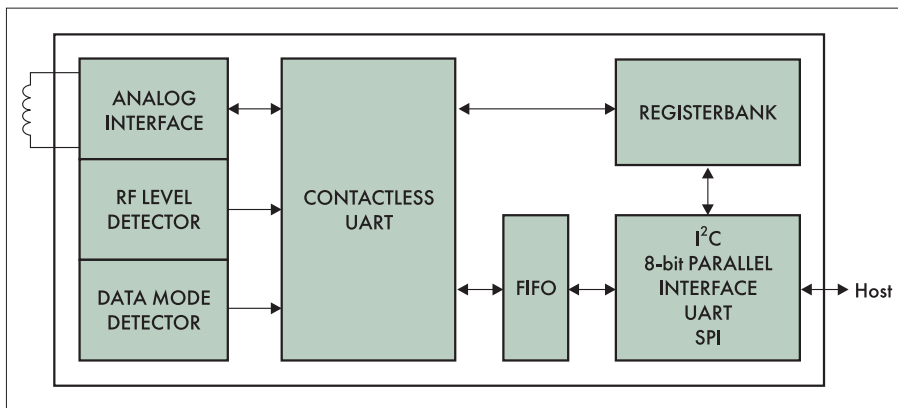 ANALOG
INTERFACE
RF LEVEL
DETECTOR
DATA MODE
DETECTOR
CONTACTLESS
UART
FIFO
REGISTERBANK
I²C
8-bit PARALLEL
INTERFACE
UART
SPI
Host